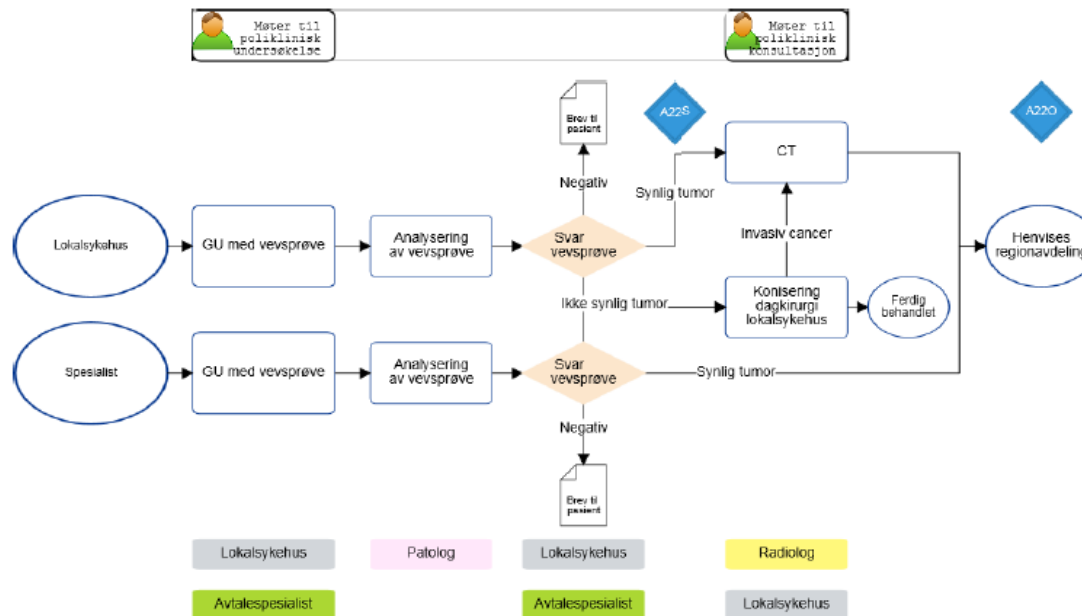 Møter til
poliklinisk
undersøkelse
Møter til
poliklinisk
konsultasjon
Brev til
pasient
A22S
A22O
CT
Negativ
Synlig tumor
Lokalsykehus
GU med vevsprøve
Analysering
av vevsprøve
Svar
vevsprøve
Invasiv cancer
Henvises
regionavdeling
Ikke synlig tumor
Konisering
dagkirurgi
lokalsykehus
Ferdig
behandlet
Spesialist
GU med vevsprøve
Analysering
av vevsprøve
Svar
vevsprøve
Synlig tumor
Negativ
Brev til
pasient
Lokalsykehus
Patolog
Lokalsykehus
Radiolog
Avtalespesialist
Avtalespesialist
Lokalsykehus